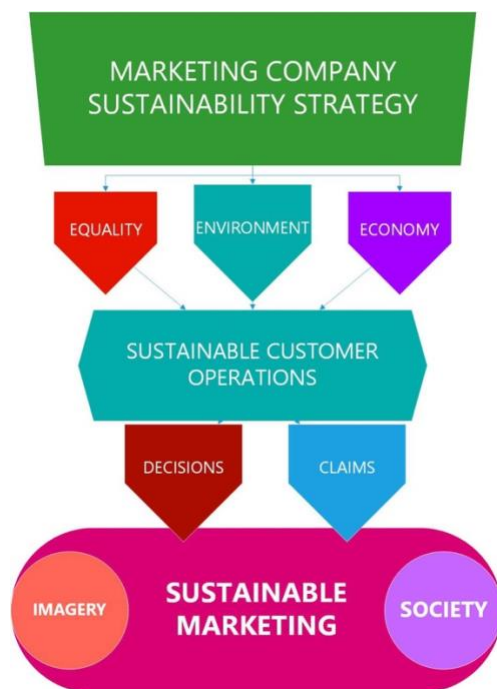 MARKETING COMPANY
SUSTAINABILITY STRATEGY
EQUALITY
ENVIRONMENT
ECONOMY
SUSTAINABLE CUSTOMER
OPERATIONS
DECISIONS
CLAIMS
IMAGERY
SUSTAINABLE
MARKETING
SOCIETY